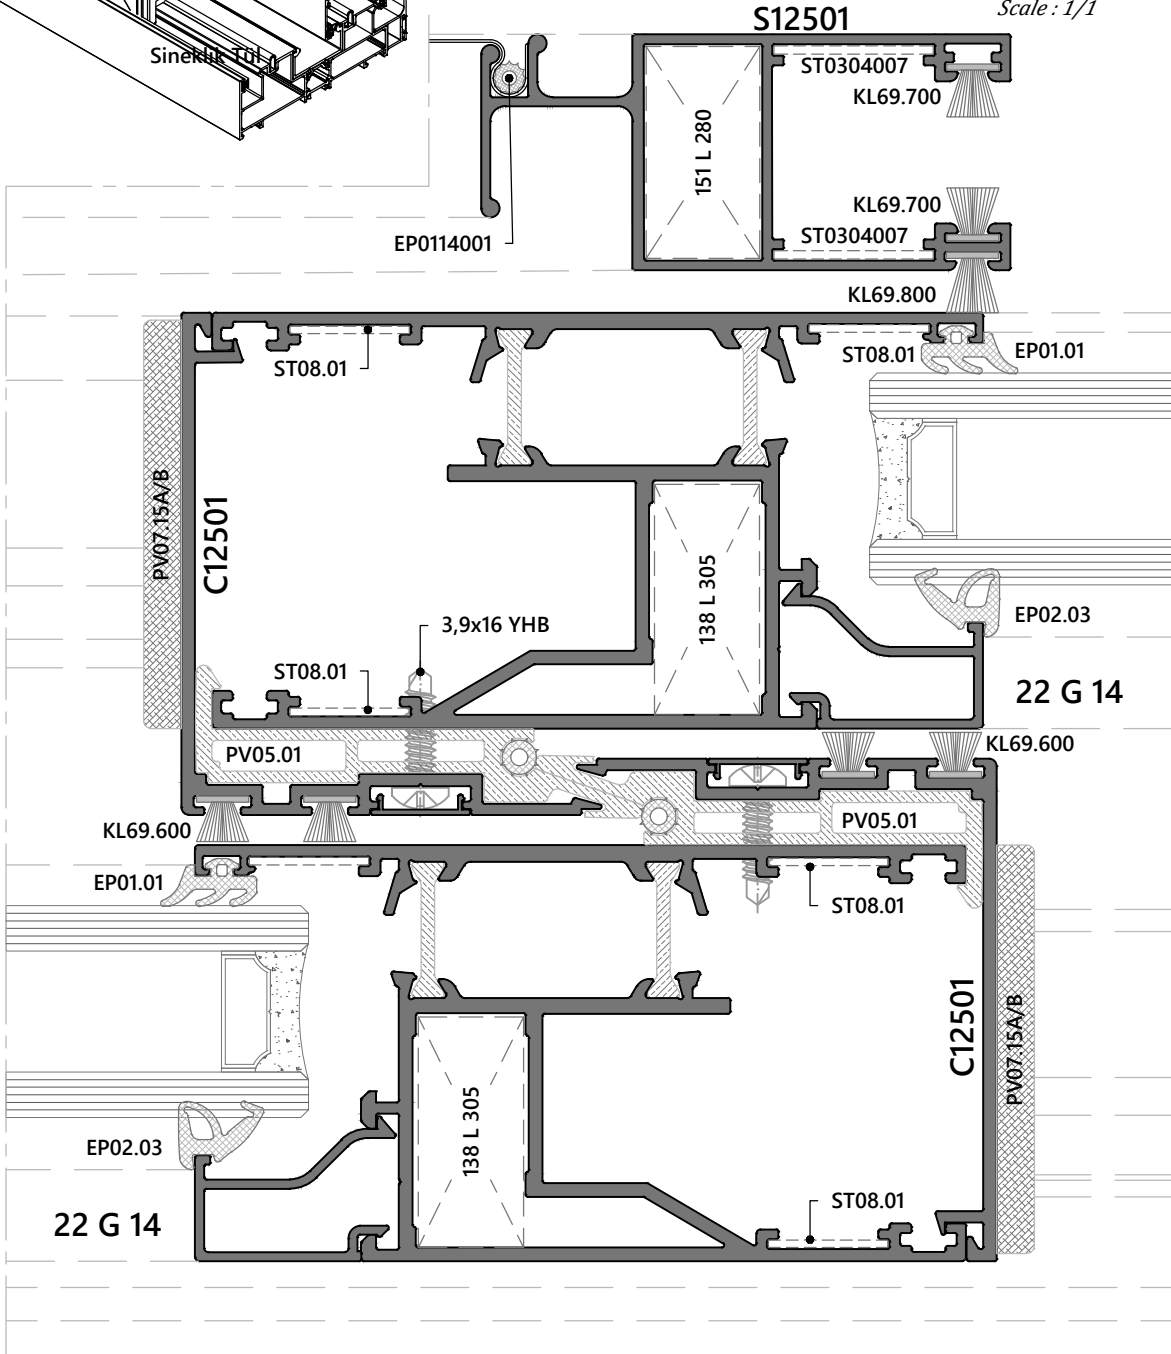 S12501
Scale : 1/1
Sineklik Tül
ST0304007
KL69.700
151 L 280
KL69.700
ST0304007
EP0114001
KL69.800
ST08.01
ST08.01
EP01.01
PV07.15A/B
C12501
138 L 305
EP02.03
3,9x16 YHB
ST08.01
22 G 14
PV05.01
KL69.600
KL69.600
PV05.01
EP01.01
ST08.01
C12501
PV07.15A/B
138 L 305
EP02.03
ST08.01
22 G 14